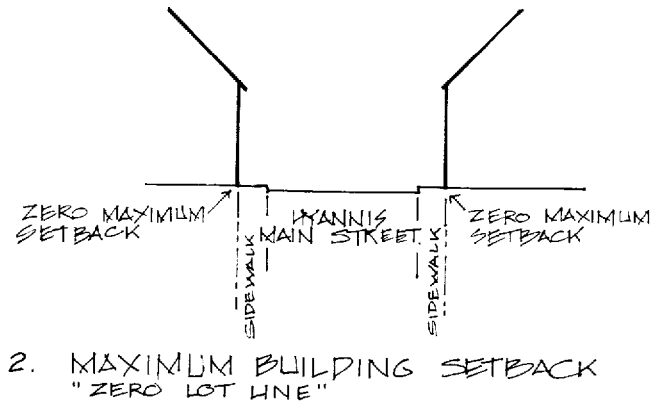 ZERO MAXIMUM
SETBACK
HYANNIS
MAIN STREET
ZERO MAXIMUM
SETBACK
SIDEWALK
SIDEWALK
2. MAXIMUM BUILDING SETBACK
"ZERO LOT LINE"